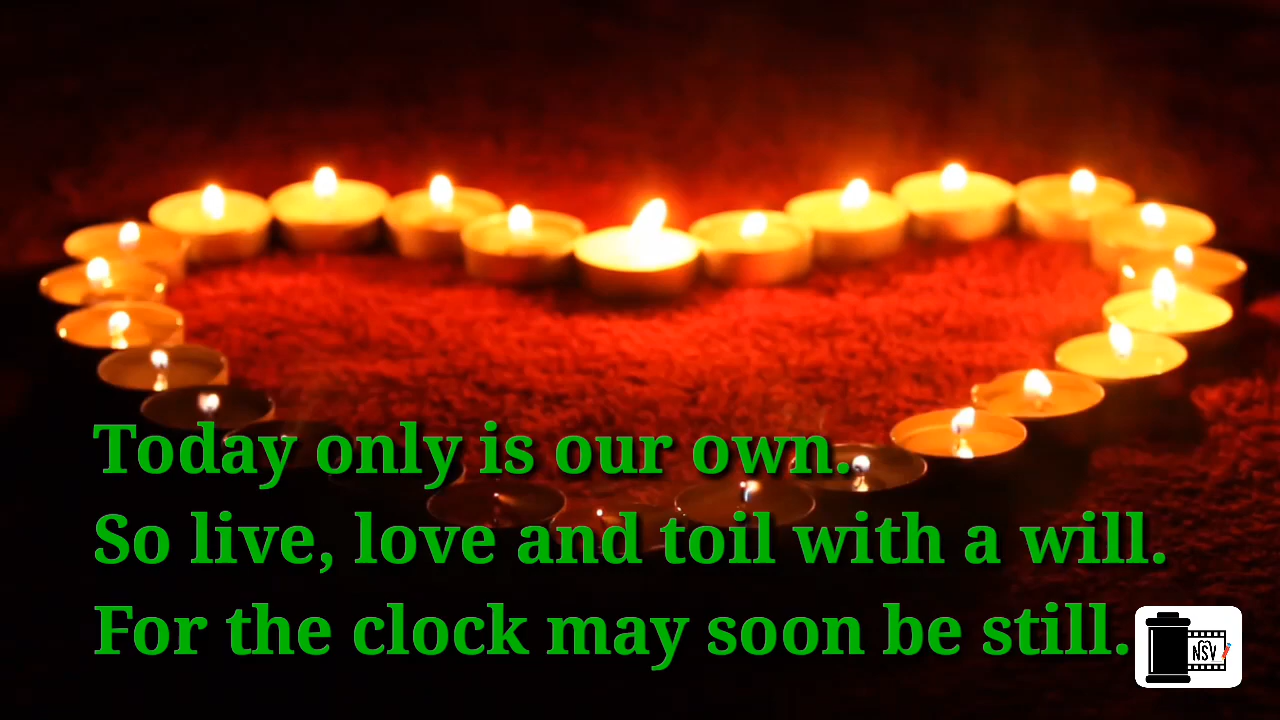 Today only is our own.
So live, love and toil with a will.
For the clock may soon be still.
NSV